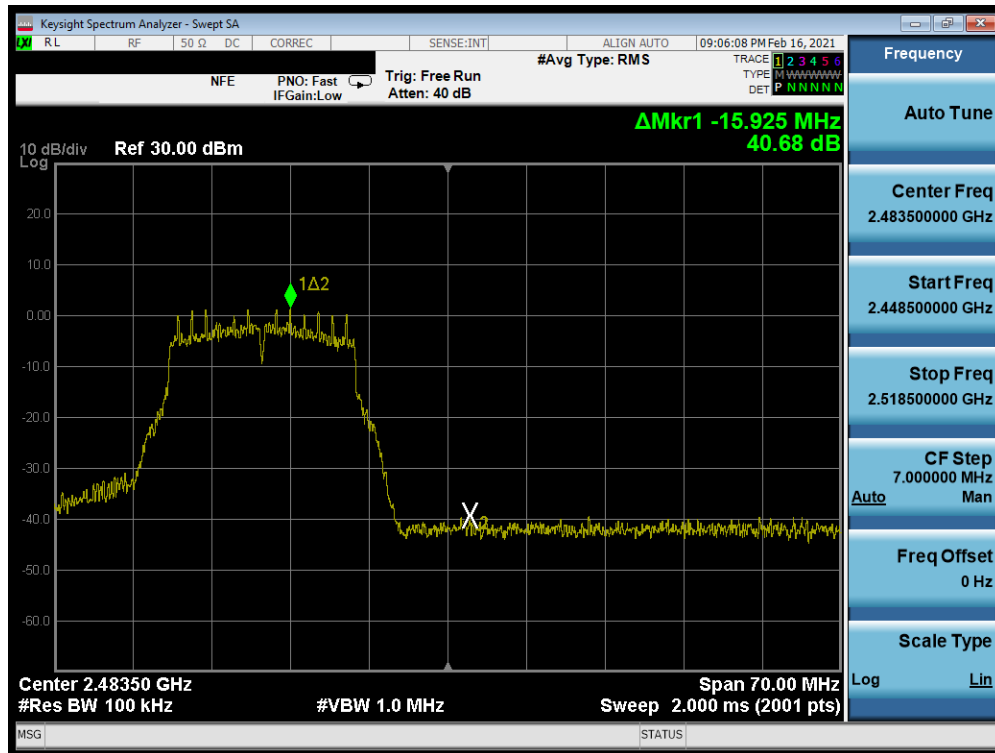 Keysight Spectrum Analyzer - Swept SA
LXI RL RF 50 Ω DC CORREC SENSE:INT ALIGN AUTO 09:06:08 PM Feb 16, 2021
#Avg Type: RMS TRACE 1 2 3 4 5 6
NFE PNO: Fast Trig: Free Run TYPE M WWWWW
IFGain:Low Atten: 40 dB DET P N N N N N
ΔMkr1 -15.925 MHz
40.68 dB
10 dB/div Ref 30.00 dBm
Log
20.0
10.0
1Δ2
0.00
-10.0
-20.0
-30.0
-40.0
X2
-50.0
-60.0
Center 2.48350 GHz Span 70.00 MHz
#Res BW 100 kHz #VBW 1.0 MHz Sweep 2.000 ms (2001 pts)
MSG STATUS
Frequency
Auto Tune
Center Freq
2.483500000 GHz
Start Freq
2.448500000 GHz
Stop Freq
2.518500000 GHz
CF Step
7.000000 MHz
Auto Man
Freq Offset
0 Hz
Scale Type
Log Lin